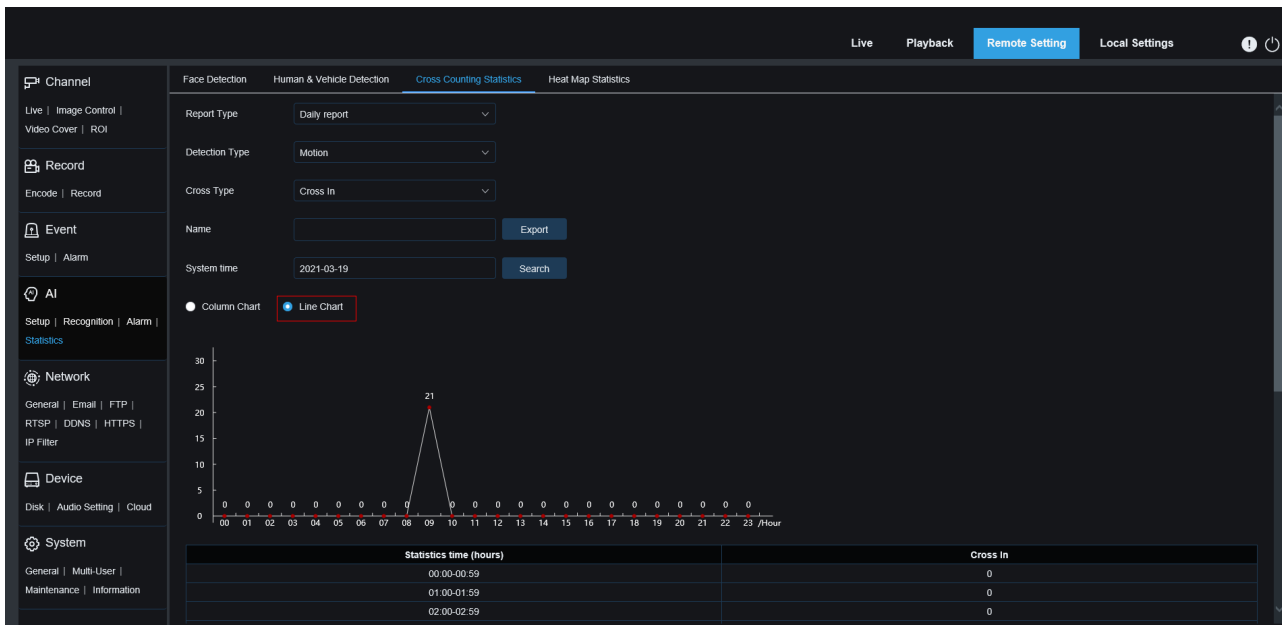 Live Playback Remote Setting Local Settings
Channel
Live | Image Control |
Video Cover | ROI
Record
Encode | Record
Event
Setup | Alarm
AI
AI
Setup | Recognition | Alarm |
Statistics
Network
General | Email | FTP |
RTSP | DDNS | HTTPS |
IP Filter
Device
Disk | Audio Setting | Cloud
System
General | Multi-User |
Maintenance | Information
Face Detection Human & Vehicle Detection Cross Counting Statistics Heat Map Statistics
Report Type Daily report
Detection Type Motion
Cross Type Cross In
Name Export
System time 2021-03-19 Search
Column Chart Line Chart
30
25
21
20
15
10
5
0 0 0 0 0 0 0 0 0 0 0 0 0 0 0 0 0 0 0 0 0 0 0
0
00 01 02 03 04 05 06 07 08 09 10 11 12 13 14 15 16 17 18 19 20 21 22 23 /Hour
Statistics time (hours) Cross In
00:00-00:59 0
01:00-01:59 0
02:00-02:59 0